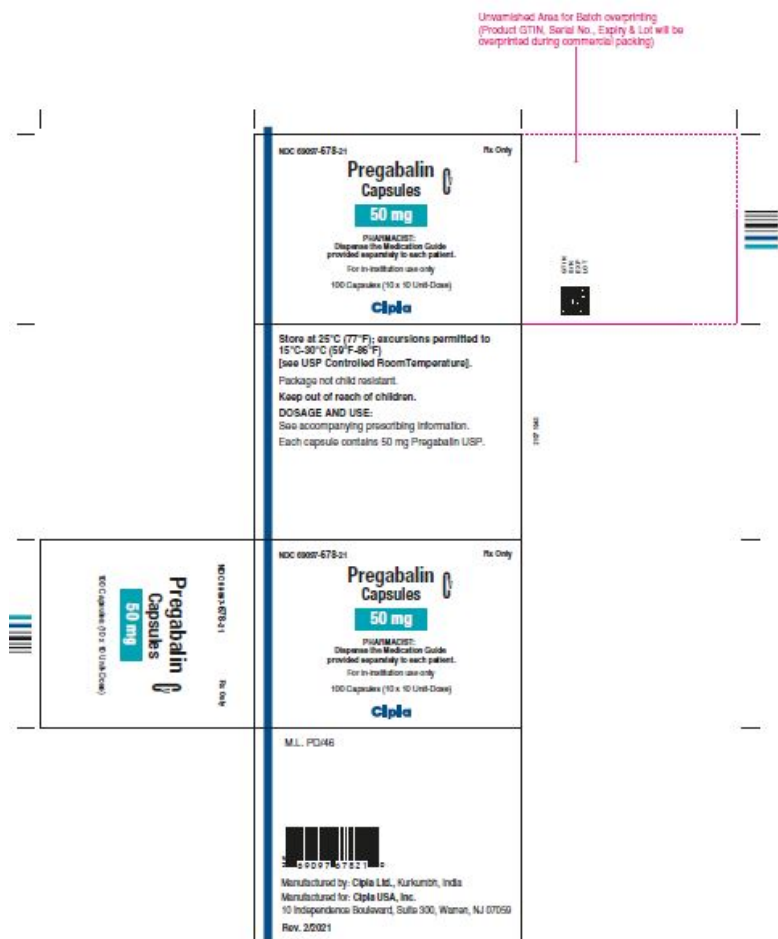 Unvarnished Area for Batch overprinting
(Product GTIN, Serial No., Expiry & Lot will be
overprinted during commercial packing)
NDC 69097-678-21 Rx Only
Pregabalin
Capsules
CV
50 mg
PHARMACIST:
Dispense the Medication Guide
provided separately to each patient.
For in-institution use only
100 Capsules (10 x 10 Unit-Dose)
Cipla
GTIN
S/N
EXP
LOT
Store at 25°C (77°F); excursions permitted to
15°C-30°C (59°F-86°F)
[see USP Controlled RoomTemperature].
Package not child resistant.
Keep out of reach of children.
DOSAGE AND USE:
See accompanying prescribing information.
Each capsule contains 50 mg Pregabalin USP.
NDC 69097-678-21 Rx Only
Pregabalin
Capsules
CV
50 mg
100 Capsules (10 x 10 Unit-Dose)
NDC 69097-678-21 Rx Only
Pregabalin
Capsules
CV
50 mg
PHARMACIST:
Dispense the Medication Guide
provided separately to each patient.
For in-institution use only
100 Capsules (10 x 10 Unit-Dose)
Cipla
M.L. PD/46
69097 67821
Manufactured by: Cipla Ltd., Kurkumbh, India
Manufactured for: Cipla USA, Inc.
10 Independence Boulevard, Suite 300, Warren, NJ 07059
Rev. 2/2021